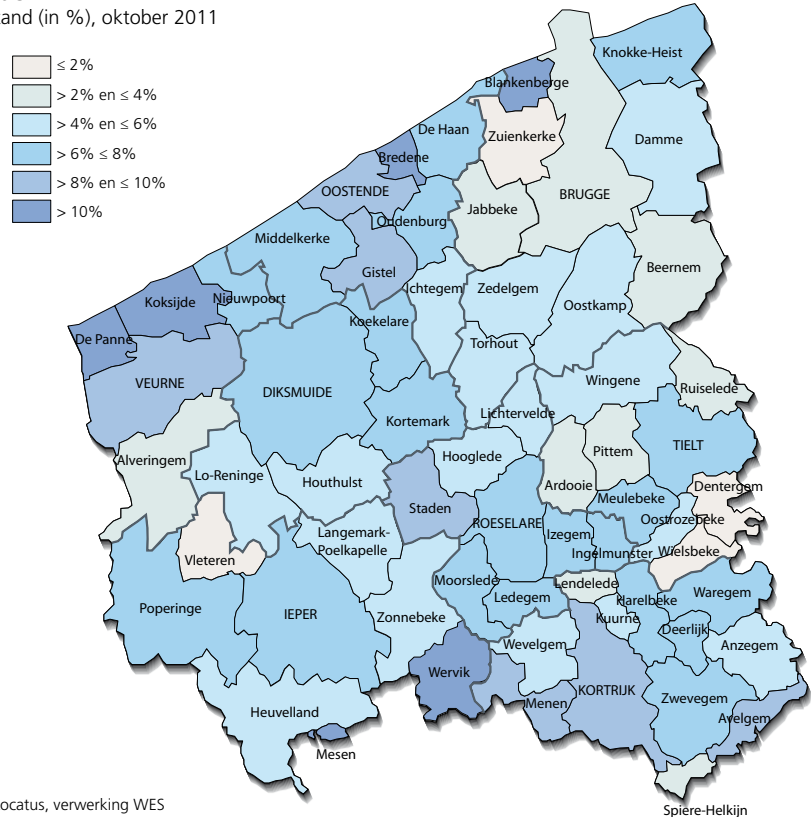 and (in %), oktober 2011
≤ 2%
> 2% en ≤ 4%
> 4% en ≤ 6%
> 6% ≤ 8%
> 8% en ≤ 10%
> 10%
Knokke-Heist
Blankenberge
De Haan
Zuienkerke
Damme
Bredene
OOSTENDE
BRUGGE
Jabbeke
Oudenburg
Middelkerke
Beernem
Gistel
Koksijde
Nieuwpoort
Ichtegem
Zedelgem
Oostkamp
Koekelare
De Panne
Torhout
VEURNE
DIKSMUIDE
Wingene
Ruiselede
Kortemark
Lichtervelde
Pittem
TIELT
Alveringem
Hooglede
Lo-Reninge
Houthulst
Ardooie
Dentergem
Meulebeke
Staden
ROESELARE
Oostrozebeke
Langemark-
Poelkapelle
Izegem
Ingelmunster
Wielsbeke
Vleteren
Moorslede
Lendelede
Waregem
Poperinge
IEPER
Ledegem
Harelbeke
Zonnebeke
Kuurne
Deerlijk
Wevelgem
Anzegem
Wervik
KORTRIJK
Zwevegem
Menen
Heuvelland
Avelgem
Mesen
ocatus, verwerking WES
Spiere-Helkijn